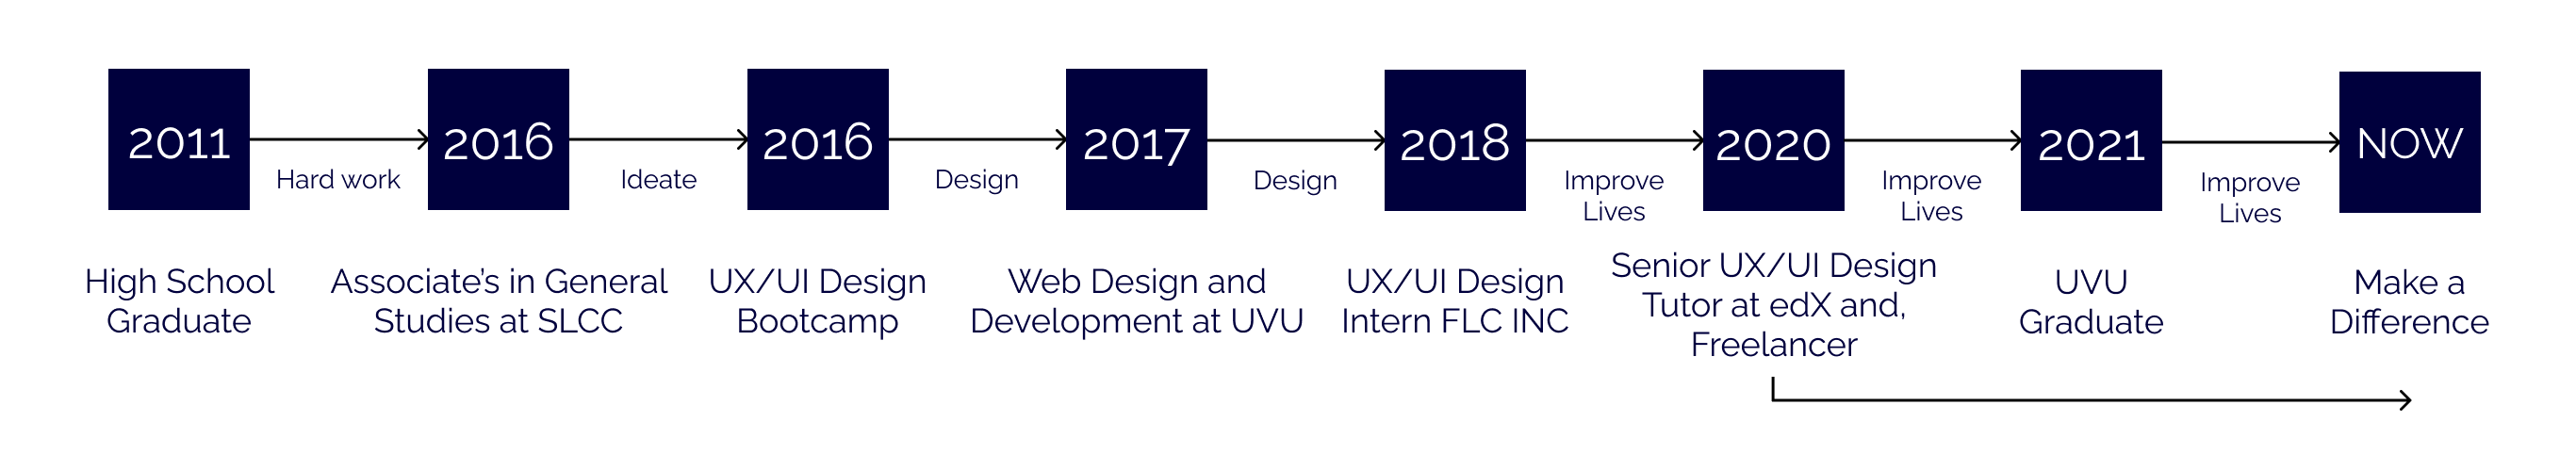 2011
2016
2016
2017
2018
2020
2021
NOW
Hard work
Ideate
Design
Design
Improve
Lives
Improve
Lives
Improve
Lives
High School
Graduate
Associate's in General
Studies at SLCC
UX/UI Design
Bootcamp
Web Design and
Development at UVU
UX/UI Design
Intern FLC INC
Senior UX/UI Design
Tutor at edX and,
Freelancer
UVU
Graduate
Make a
Difference